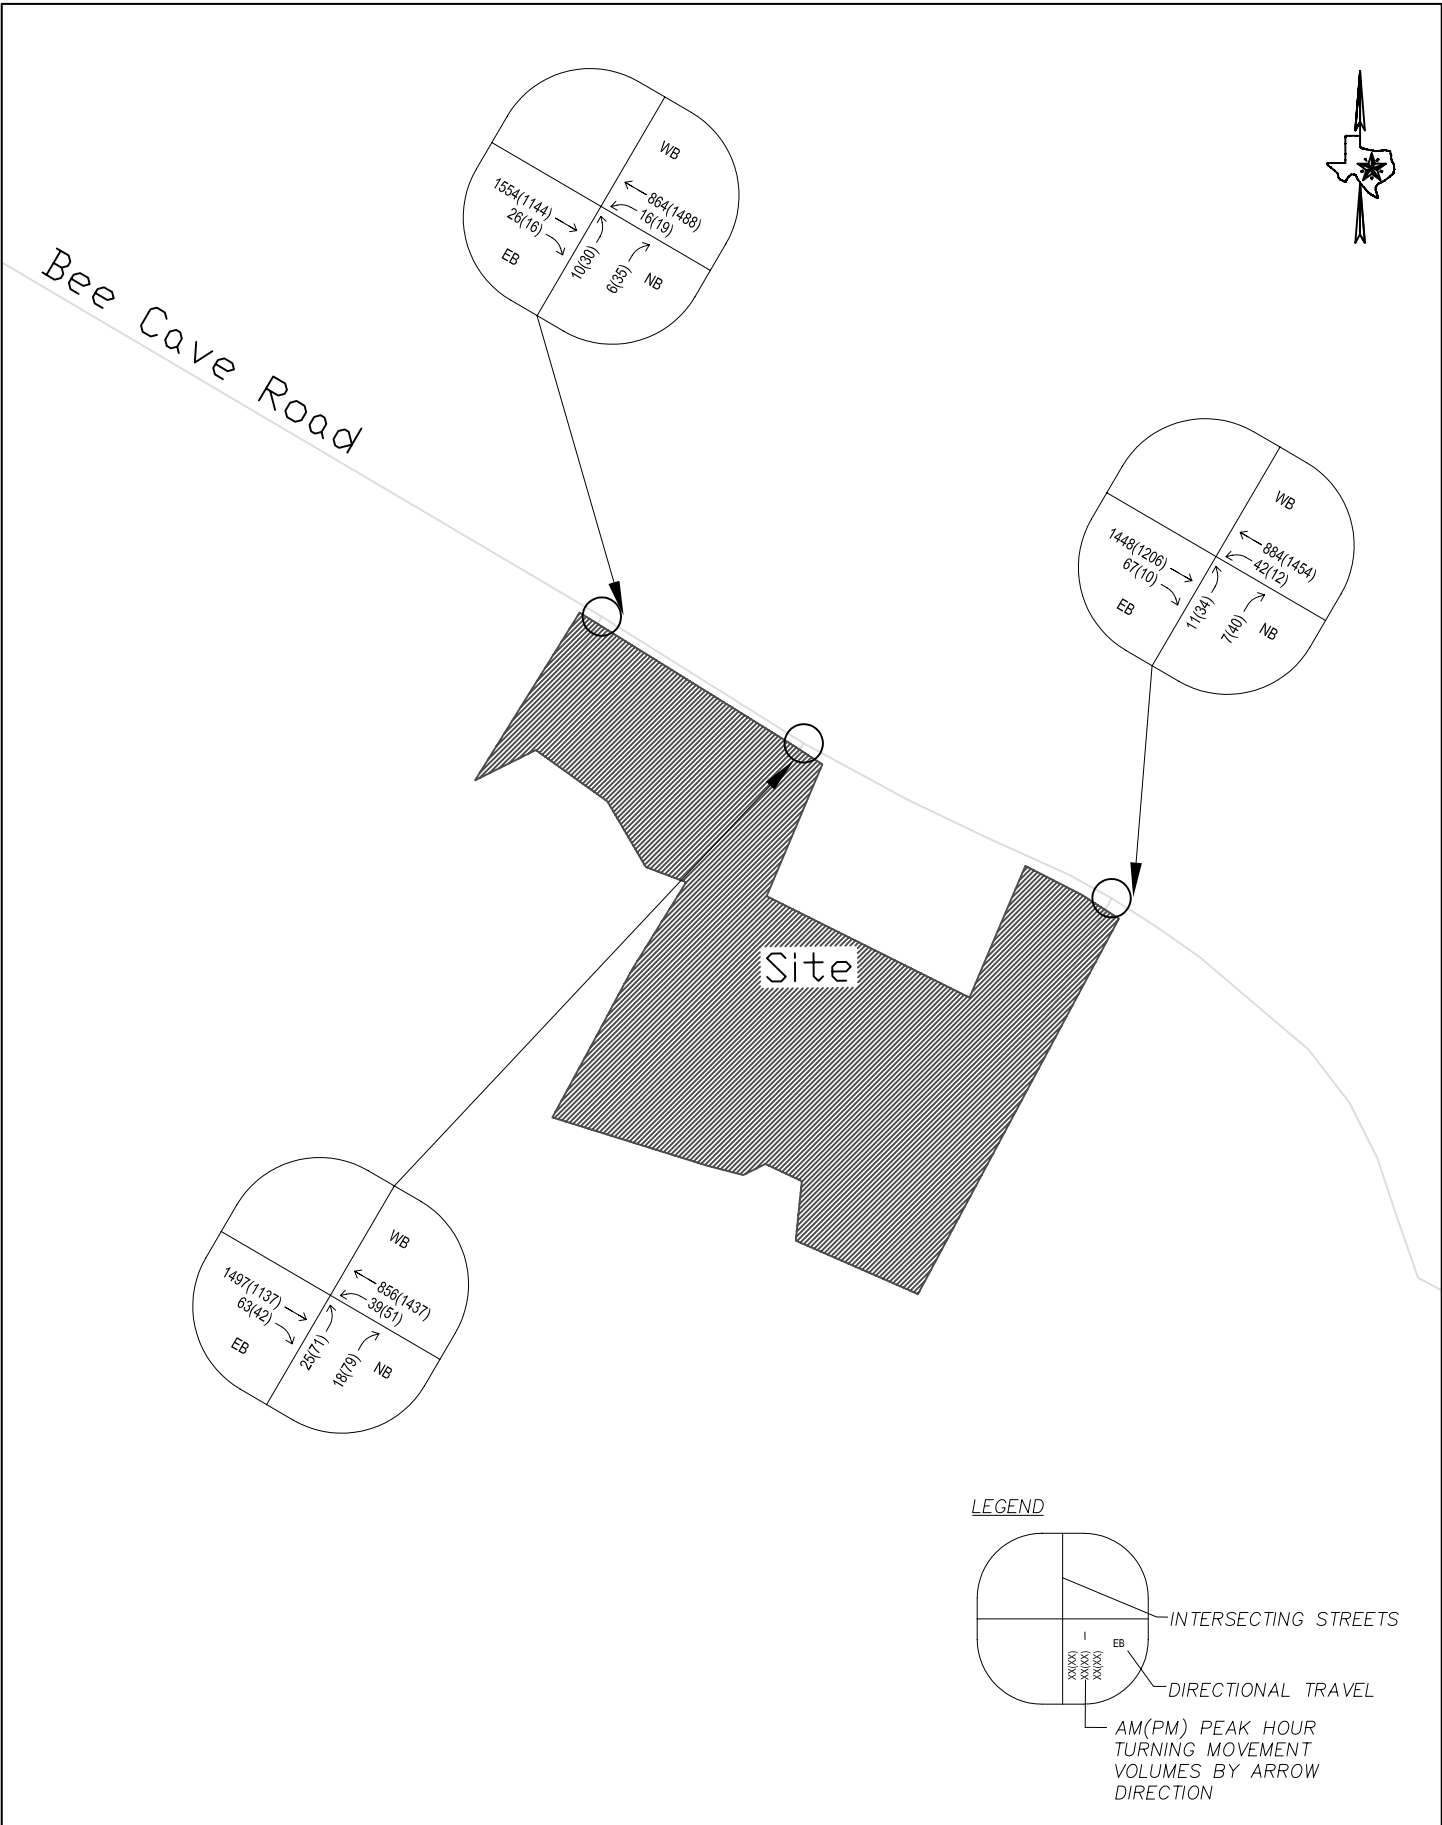 WB
864(1488)
16(19)
1554(1144)
26(16)
EB
10(30)
6(35)
NB
Bee Cave Road
WB
884(1454)
42(12)
1448(1206)
67(10)
EB
11(34)
7(40)
NB
Site
WB
856(1437)
39(51)
1497(1137)
63(42)
EB
25(71)
18(79)
NB
LEGEND
INTERSECTING STREETS
EB
XX(XX)
XX(XX)
XX(XX)
DIRECTIONAL TRAVEL
AM(PM) PEAK HOUR
TURNING MOVEMENT
VOLUMES BY ARROW
DIRECTION